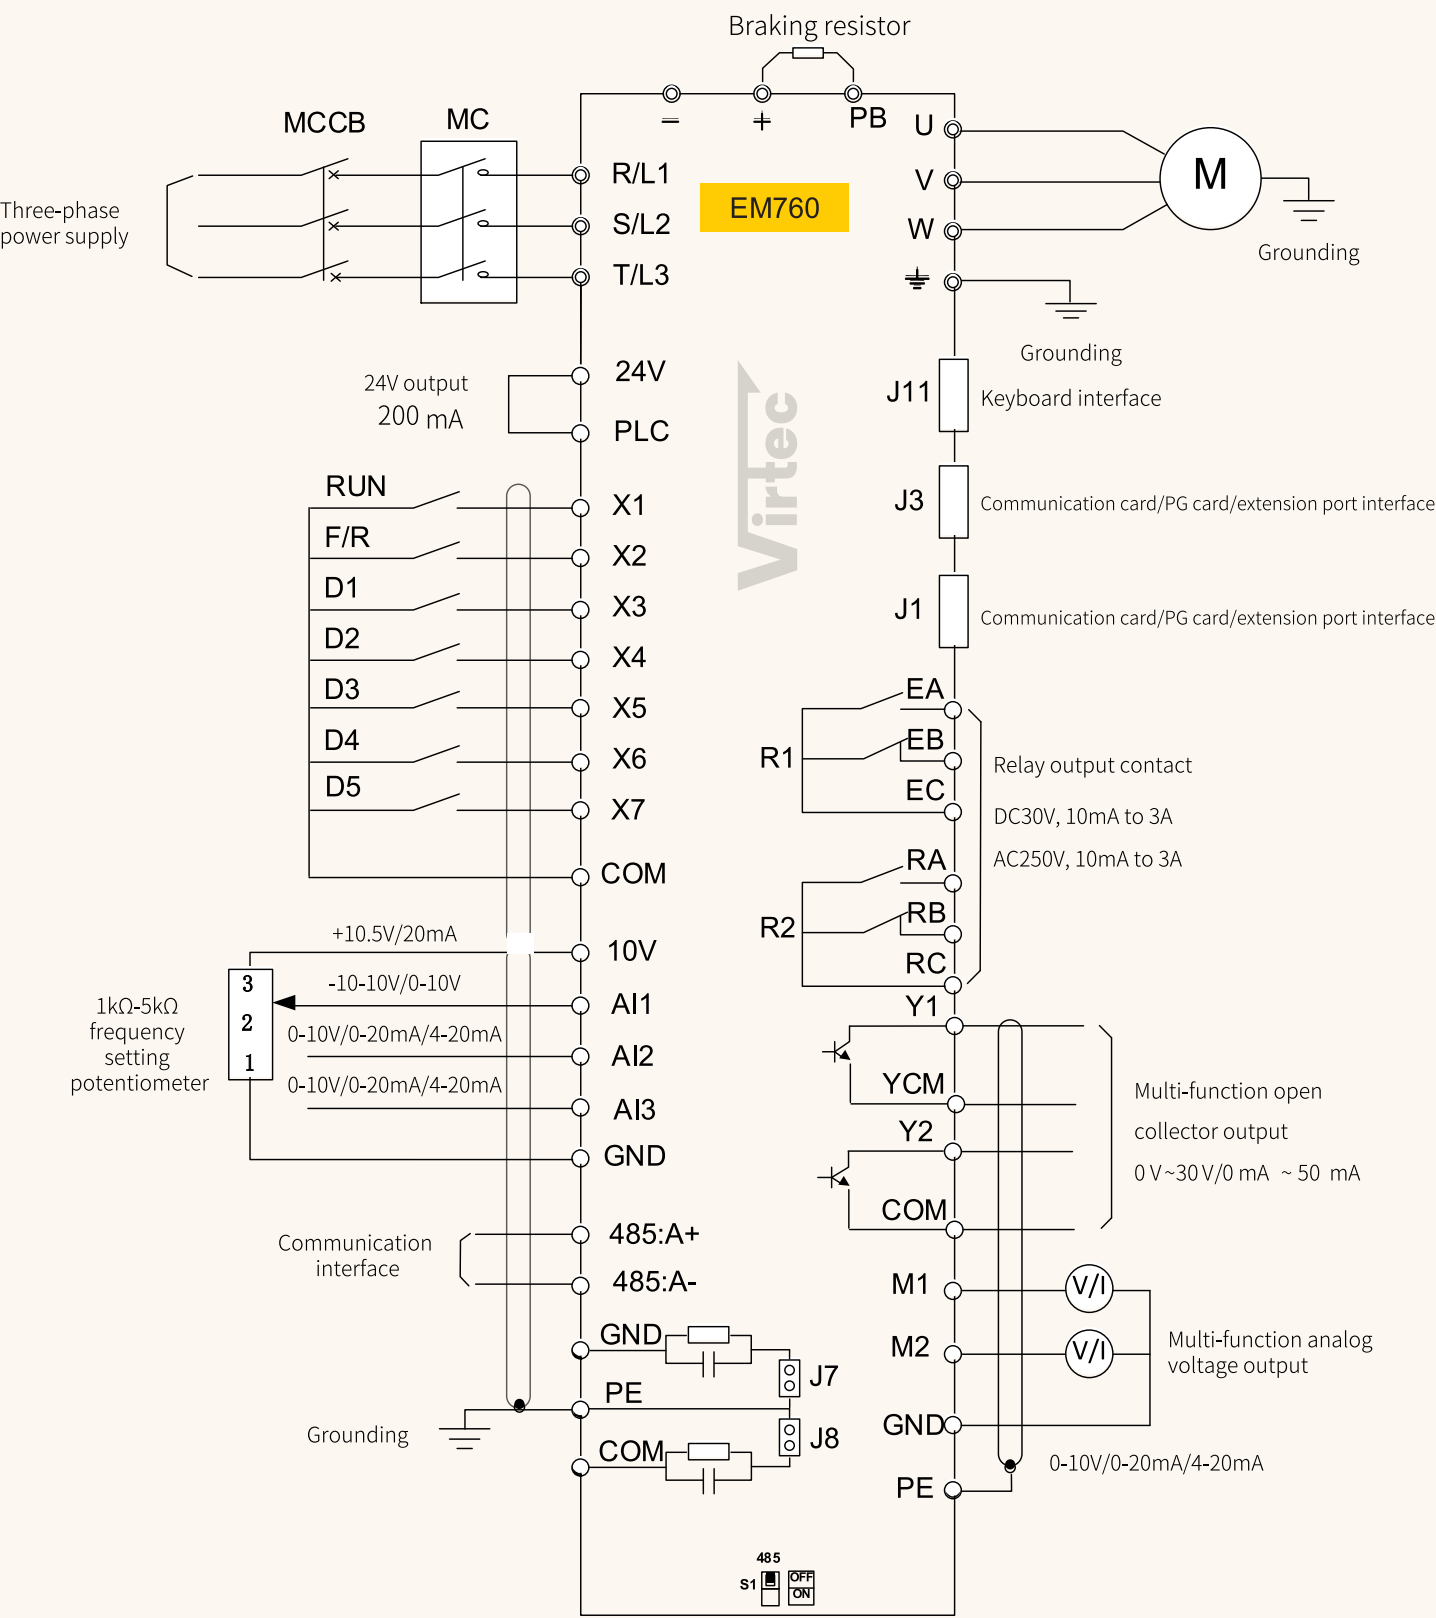 Braking resistor
MCCB
MC
−
+
PB
U
V
W
M
R/L1
S/L2
T/L3
EM760
Three-phase
power supply
Grounding
Grounding
24V output
200 mA
24V
PLC
Virtec
J11
Keyboard interface
J3
Communication card/PG card/extension port interface
J1
Communication card/PG card/extension port interface
RUN
X1
F/R
X2
D1
X3
D2
X4
D3
X5
D4
X6
D5
X7
COM
EA
R1
EB
EC
RA
R2
RB
RC
Relay output contact
DC30V, 10mA to 3A
AC250V, 10mA to 3A
+10.5V/20mA
10V
-10-10V/0-10V
AI1
0-10V/0-20mA/4-20mA
AI2
0-10V/0-20mA/4-20mA
AI3
GND
3
2
1
1kΩ-5kΩ
frequency
setting
potentiometer
Y1
YCM
Y2
COM
Multi-function open
collector output
0 V ~30 V/0 mA ~ 50 mA
Communication
interface
485:A+
485:A-
M1
V/I
M2
V/I
Multi-function analog
voltage output
GND
0-10V/0-20mA/4-20mA
PE
GND
J7
PE
J8
COM
Grounding
485
S1
OFF
ON